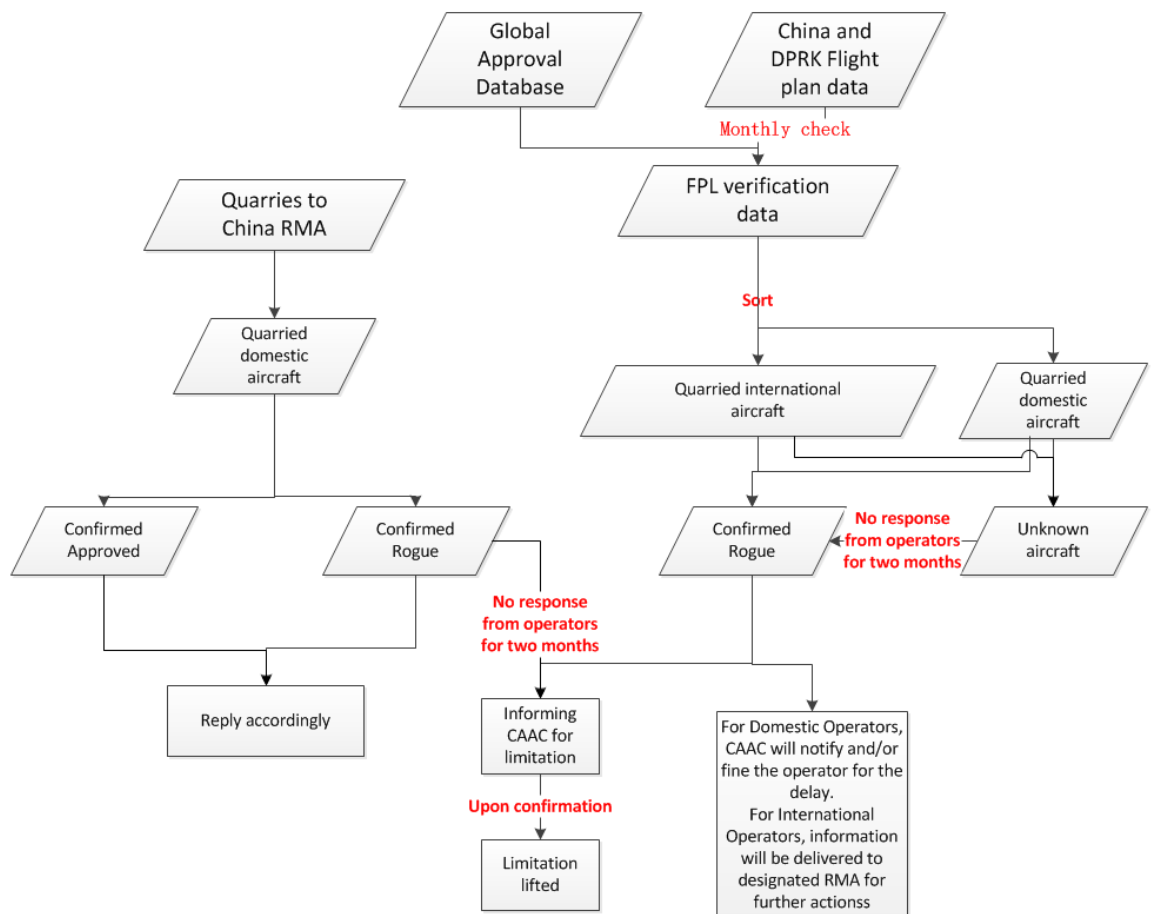 Global
Approval
Database
China and
DPRK Flight
plan data
Monthly check
FPL verification
data
Quarries to
China RMA
Sort
Quarried
domestic
aircraft
Quarried international
aircraft
Quarried
domestic
aircraft
Confirmed
Approved
Confirmed
Rogue
Confirmed
Rogue
No response
from operators
for two months
Unknown
aircraft
No response
from operators
for two months
Reply accordingly
Informing
CAAC for
limitation
For Domestic Operators,
CAAC will notify and/or
fine the operator for the
delay.
For International
Operators, information
will be delivered to
designated RMA for
further actionss
Upon confirmation
Limitation
lifted